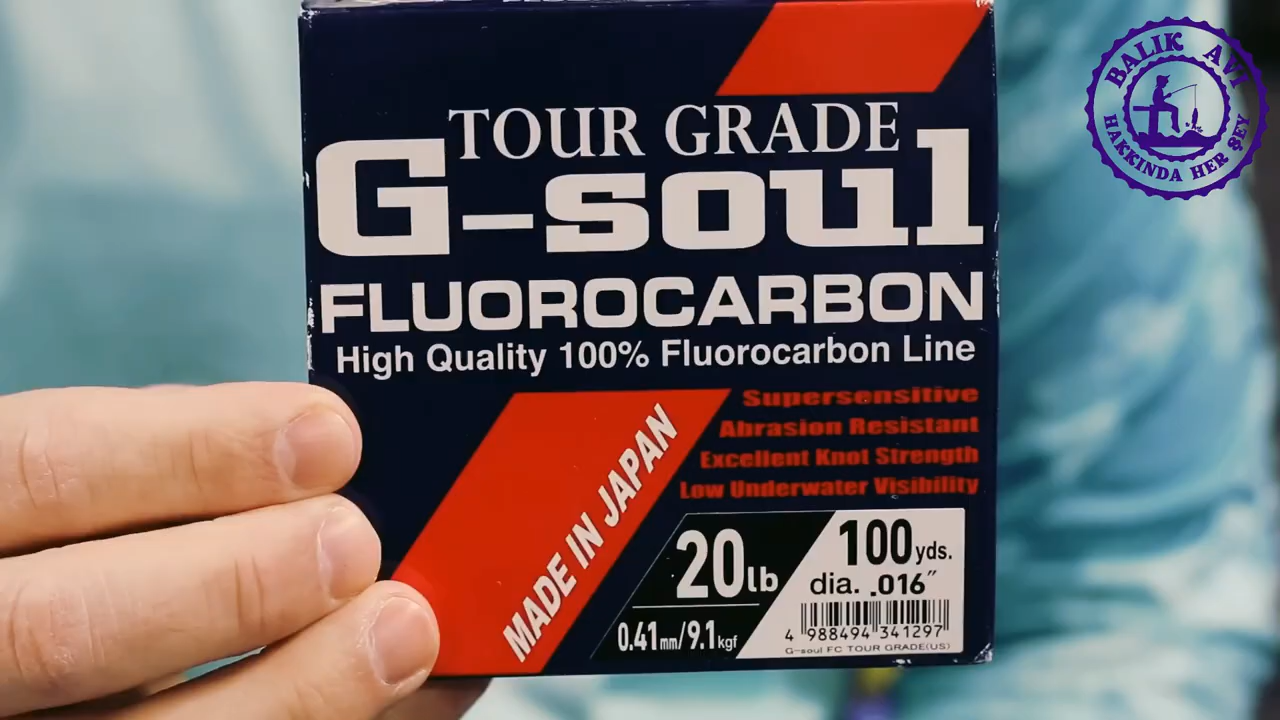 TOUR GRADE
G-soul
FLUOROCARBON
High Quality 100% Fluorocarbon Line
Supersensitive
Abrasion Resistant
Excellent Knot Strength
Low Underwater Visibility
MADE IN JAPAN
20lb
0.41mm/9.1kgf
100yds.
dia. .016"
4 988494 341297
G-soul FC TOUR GRADE(US)
BALIK AVI
HAKKINDA HER ŞEY